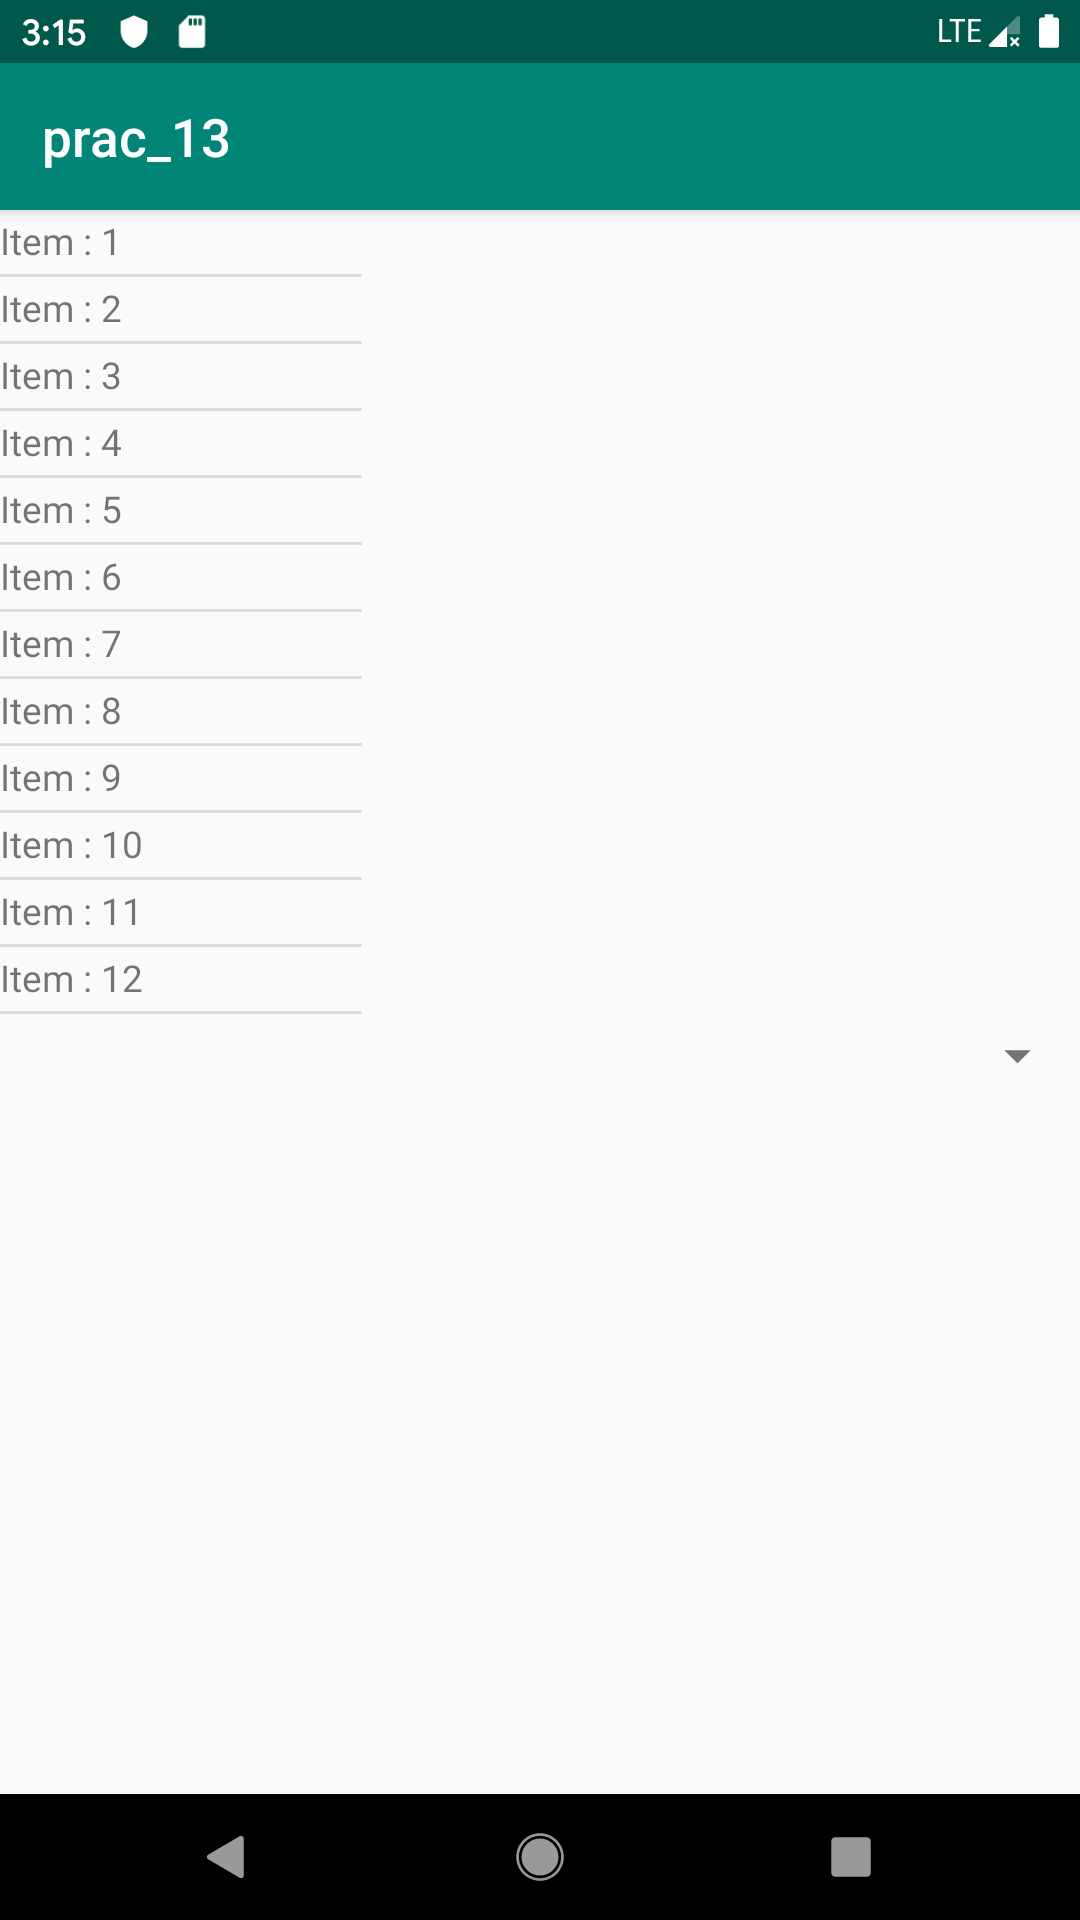 3:15 LTE
prac_13
Item : 1
Item : 2
Item : 3
Item : 4
Item : 5
Item : 6
Item : 7
Item : 8
Item : 9
Item : 10
Item : 11
Item : 12